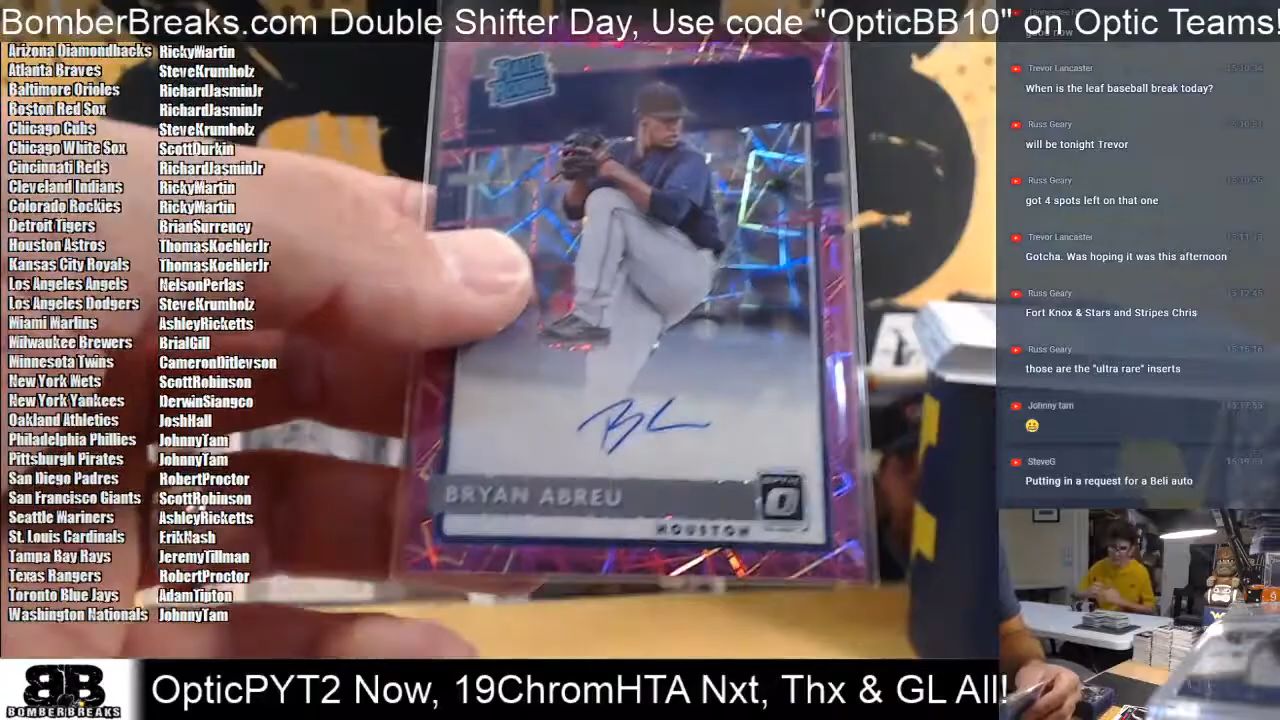 BomberBreaks.com Double Shifter Day, Use code "OpticBB10" on Optic Teams!
Arizona Diamondhacks RickyMartin
Atlanta Braves SteveKrumholz
Baltimore Orioles RichardJasminJr
Boston Red Sox RichardJasminJr
Chicago Cubs SteveKrumholz
Chicago White Sox ScottDurkin
Cincinnati Reds RichardJasminJr
Cleveland Indians RickyMartin
Colorado Rockies RickyMartin
Detroit Tigers BrianSurrency
Houston Astros ThomasKoehlerJr
Kansas City Royals ThomasKoehlerJr
Los Angeles Angels NelsonPerlas
Los Angeles Dodgers SteveKrumholz
Miami Marlins AshleyRicketts
Milwaukee Brewers BrialGill
Minnesota Twins CameronDitlevson
New York Mets ScottRobinson
New York Yankees DerwinSiangco
Oakland Athletics JoshHall
Philadelphia Phillies JohnnyTam
Pittsburgh Pirates JohnnyTam
San Diego Padres RobertProctor
San Francisco Giants ScottRobinson
Seattle Mariners AshleyRicketts
St. Louis Cardinals ErikNash
Tampa Bay Rays JeremyTillman
Texas Rangers RobertProctor
Toronto Blue Jays AdamTipton
Washington Nationals JohnnyTam
RATED
ROOKIE
BRYAN ABREU
HOUSTON
good now
Trevor Lancaster
When is the leaf baseball break today?
Russ Geary
will be tonight Trevor
Russ Geary
got 4 spots left on that one
Trevor Lancaster
Gotcha. Was hoping it was this afternoon
Russ Geary
Fort Knox & Stars and Stripes Chris
Russ Geary
those are the "ultra rare" inserts
Johnny tam
SteveG
Putting in a request for a Beli auto
BB
BOMBERBREAKS
OpticPYT2 Now, 19ChromHTA Nxt, Thx & GL All!